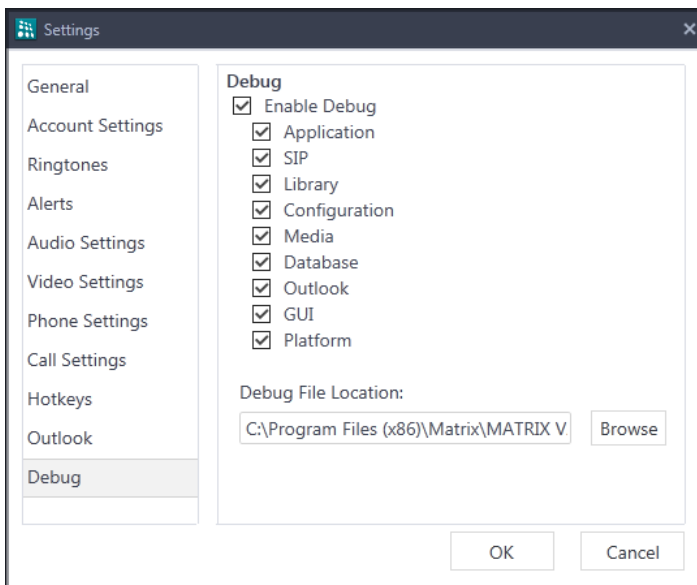 Settings
General
Account Settings
Ringtones
Alerts
Audio Settings
Video Settings
Phone Settings
Call Settings
Hotkeys
Outlook
Debug
Debug
Enable Debug
Application
SIP
Library
Configuration
Media
Database
Outlook
GUI
Platform
Debug File Location:
C:\Program Files (x86)\Matrix\MATRIX V.
Browse
OK
Cancel